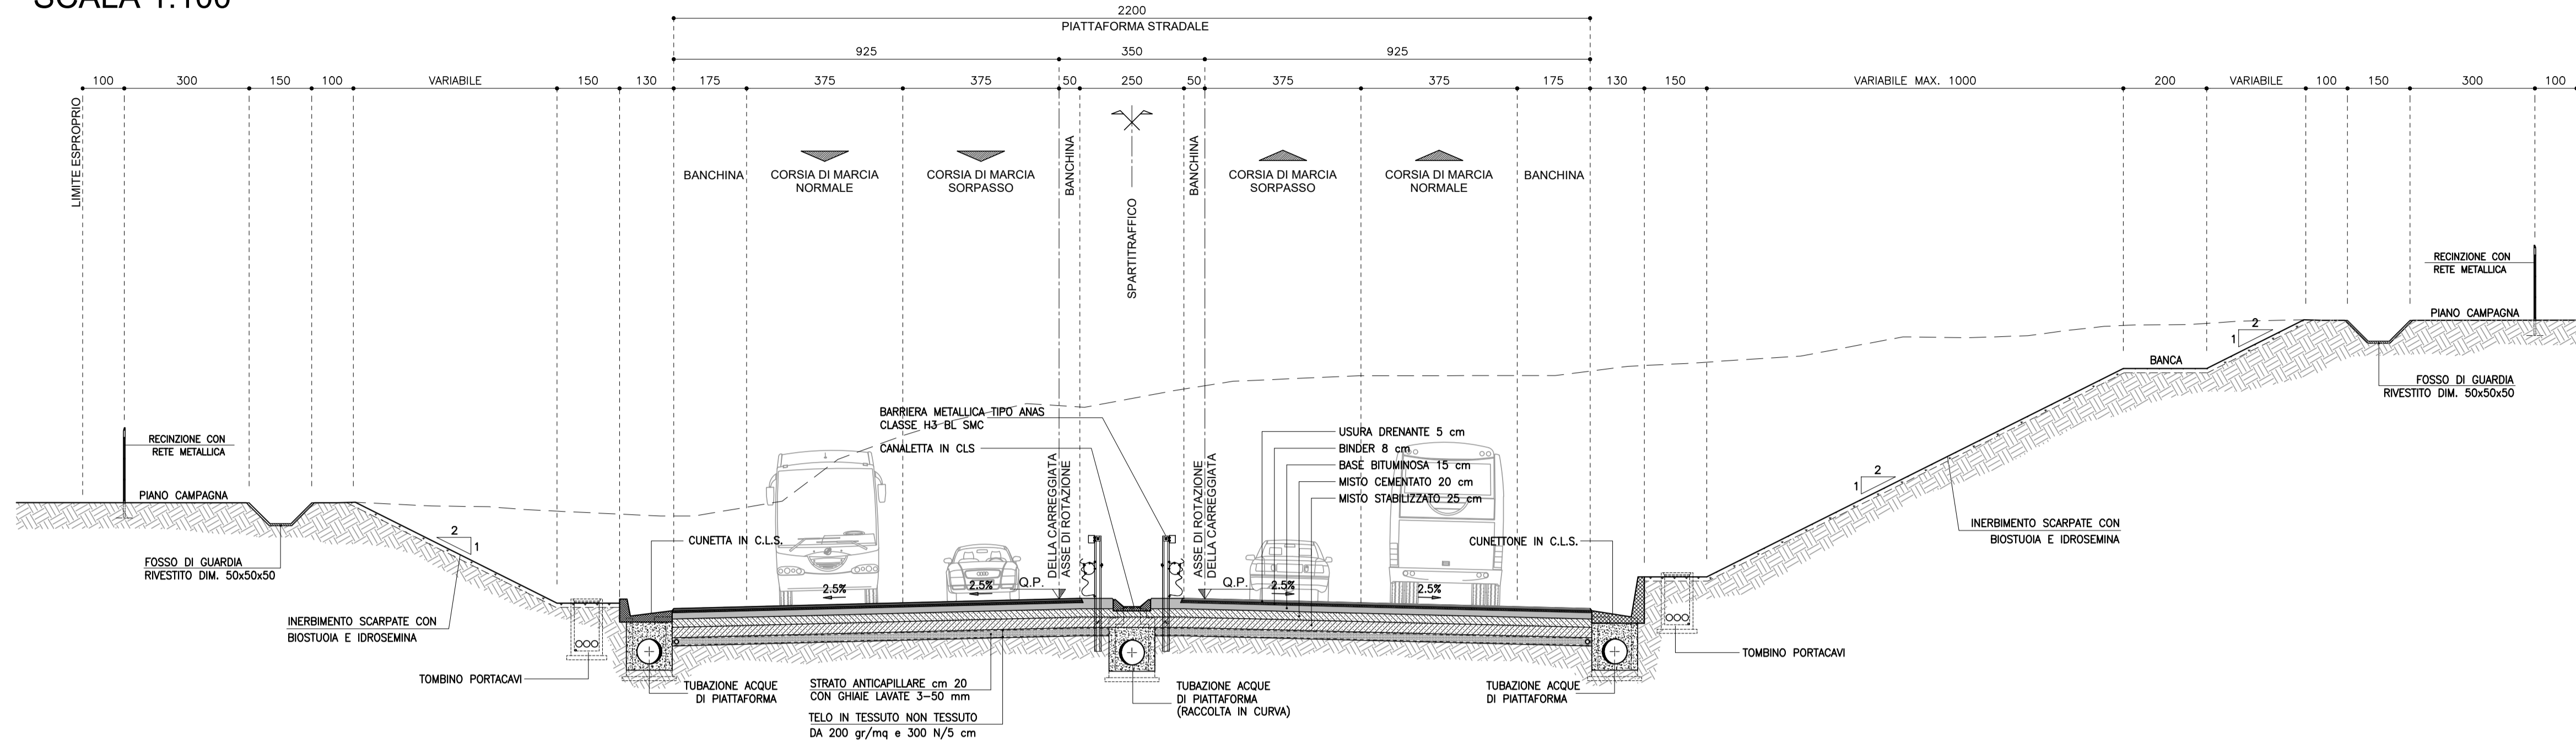 SCALA 1:100
2200
PIATTAFORMA STRADALE
925
350
925
100
300
150
100
VARIABILE
150
130
175
375
375
50
250
50
375
375
175
130
150
VARIABILE MAX. 1000
200
VARIABILE
100
150
300
100
LIMITE ESPROPRIO
BANCHINA
CORSIA DI MARCIA
NORMALE
CORSIA DI MARCIA
SORPASSO
BANCHINA
SPARTITRAFFICO
BANCHINA
CORSIA DI MARCIA
SORPASSO
CORSIA DI MARCIA
NORMALE
BANCHINA
RECINZIONE CON
RETE METALLICA
PIANO CAMPAGNA
2
1
BANCA
FOSSO DI GUARDIA
RIVESTITO DIM. 50x50x50
BARRIERA METALLICA TIPO ANAS
CLASSE H3 BL SMC
CANALETTA IN CLS
USURA DRENANTE 5 cm
BINDER 8 cm
BASE BITUMINOSA 15 cm
MISTO CEMENTATO 20 cm
MISTO STABILIZZATO 25 cm
RECINZIONE CON
RETE METALLICA
PIANO CAMPAGNA
2
1
FOSSO DI GUARDIA
RIVESTITO DIM. 50x50x50
CUNETTA IN C.L.S.
ASSE DI ROTAZIONE
DELLA CARREGGIATA
ASSE DI ROTAZIONE
DELLA CARREGGIATA
CUNETTONE IN C.L.S.
2
1
INERBIMENTO SCARPATE CON
BIOSTUOIA E IDROSEMINA
2.5%
2.5%
Q.P.
Q.P.
2.5%
2.5%
INERBIMENTO SCARPATE CON
BIOSTUOIA E IDROSEMINA
TOMBINO PORTACAVI
TOMBINO PORTACAVI
TUBAZIONE ACQUE
DI PIATTAFORMA
STRATO ANTICAPILLARE cm 20
CON GHIAIE LAVATE 3-50 mm
TELO IN TESSUTO NON TESSUTO
DA 200 gr/mq e 300 N/5 cm
TUBAZIONE ACQUE
DI PIATTAFORMA
(RACCOLTA IN CURVA)
TUBAZIONE ACQUE
DI PIATTAFORMA